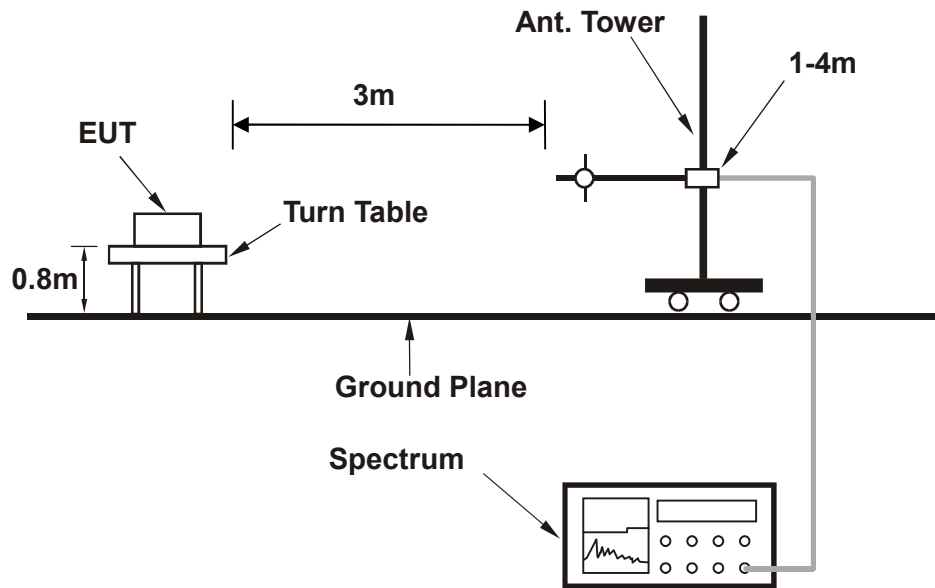 Ant. Tower
1-4m
3m
EUT
Turn Table
0.8m
Ground Plane
Spectrum